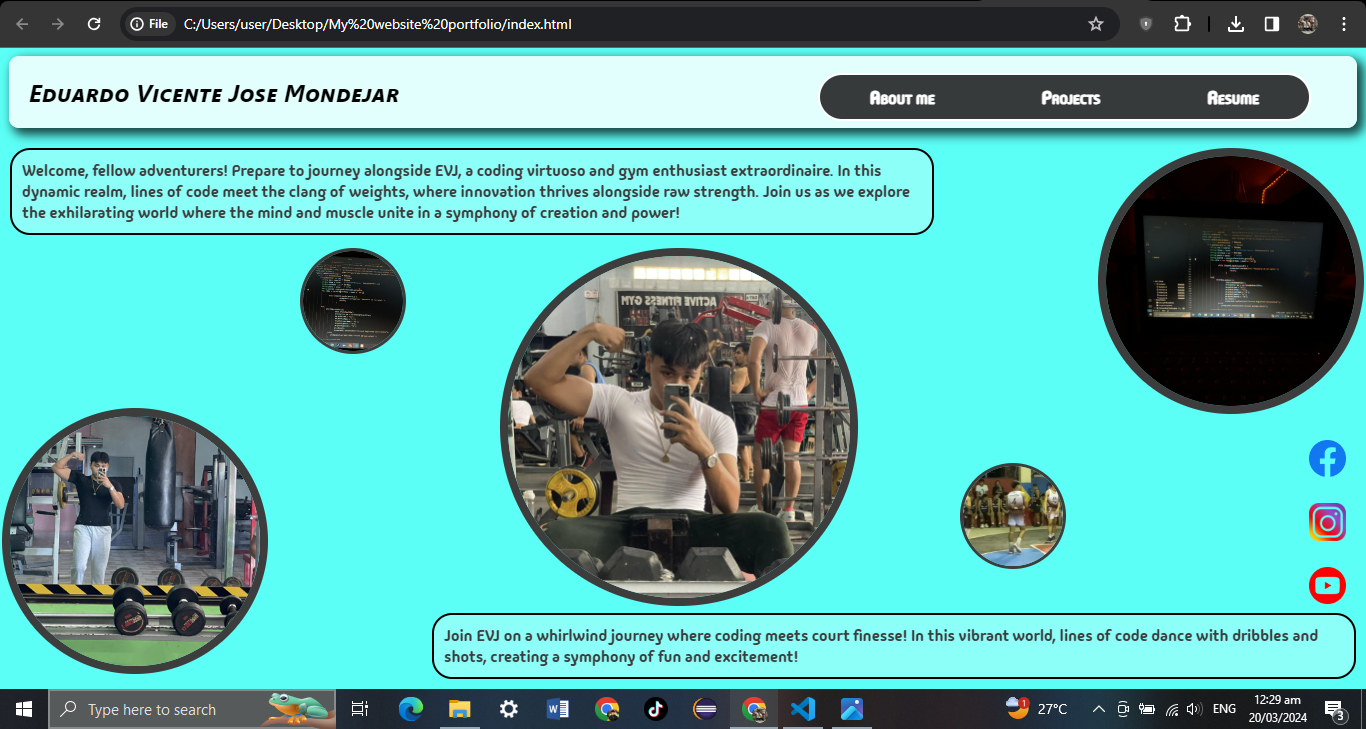 File C:/Users/user/Desktop/My%20website%20portfolio/index.html
Eduardo Vicente Jose Mondejar
About me
Projects
Resume
Welcome, fellow adventurers! Prepare to journey alongside EVJ, a coding virtuoso and gym enthusiast extraordinaire. In this
dynamic realm, lines of code meet the clang of weights, where innovation thrives alongside raw strength. Join us as we explore
the exhilarating world where the mind and muscle unite in a symphony of creation and power!
ACTIVE FITNESS GYM
Join EVJ on a whirlwind journey where coding meets court finesse! In this vibrant world, lines of code dance with dribbles and
shots, creating a symphony of fun and excitement!
Type here to search
1
27°C
ENG
12:29 am
20/03/2024
3